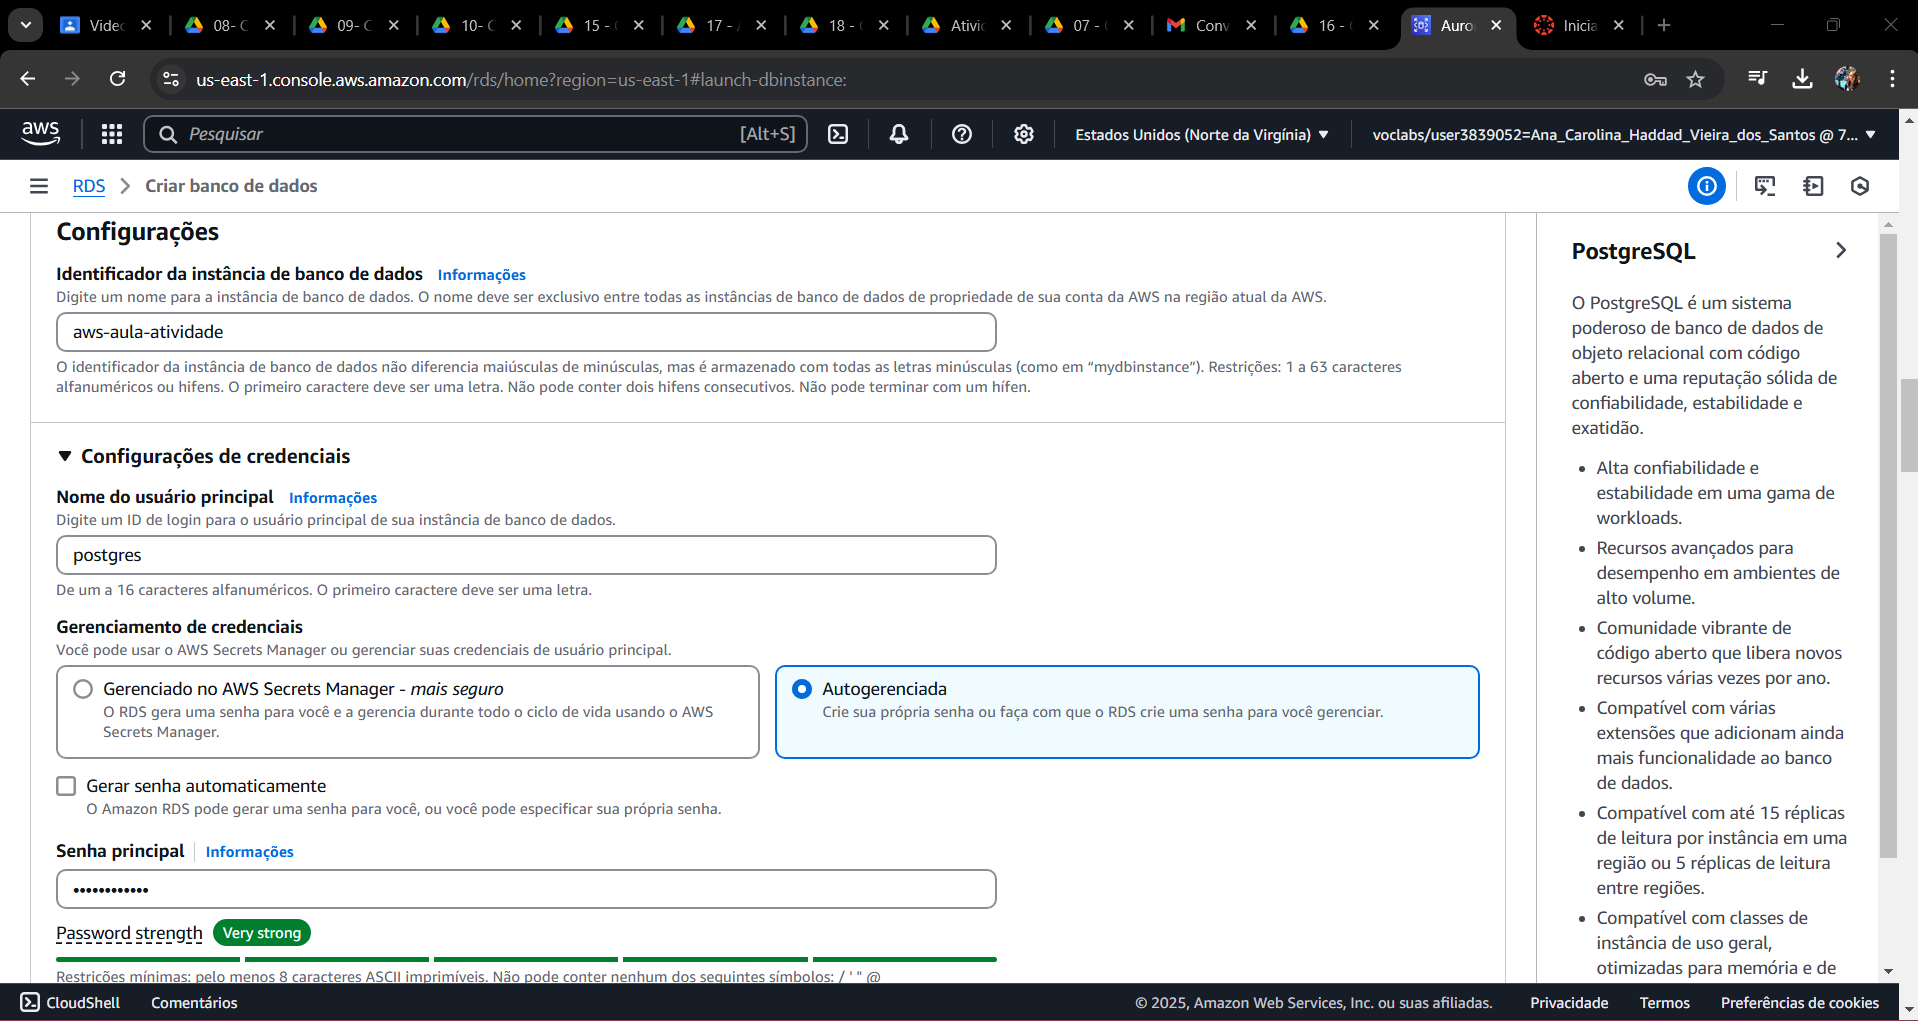 Video
08- C
09- C
10- C
15 - 
17 - 
18 - 
Ativi
07 - 
Conv
16 - 
Auro
Inicia
us-east-1.console.aws.amazon.com/rds/home?region=us-east-1#launch-dbinstance:
aws
Pesquisar
[Alt+S]
Estados Unidos (Norte da Virgínia)
voclabs/user3839052=Ana_Carolina_Haddad_Vieira_dos_Santos @ 7...
RDS
Criar banco de dados
Configurações
Identificador da instância de banco de dados Informações
Digite um nome para a instância de banco de dados. O nome deve ser exclusivo entre todas as instâncias de banco de dados de propriedade de sua conta da AWS na região atual da AWS.
aws-aula-atividade
O identificador da instância de banco de dados não diferencia maiúsculas de minúsculas, mas é armazenado com todas as letras minúsculas (como em “mydbinstance”). Restrições: 1 a 63 caracteres
alfanuméricos ou hifens. O primeiro caractere deve ser uma letra. Não pode conter dois hifens consecutivos. Não pode terminar com um hífen.
Configurações de credenciais
Nome do usuário principal Informações
Digite um ID de login para o usuário principal de sua instância de banco de dados.
postgres
De um a 16 caracteres alfanuméricos. O primeiro caractere deve ser uma letra.
Gerenciamento de credenciais
Você pode usar o AWS Secrets Manager ou gerenciar suas credenciais de usuário principal.
Gerenciado no AWS Secrets Manager - mais seguro
O RDS gera uma senha para você e a gerencia durante todo o ciclo de vida usando o AWS
Secrets Manager.
Autogerenciada
Crie sua própria senha ou faça com que o RDS crie uma senha para você gerenciar.
Gerar senha automaticamente
O Amazon RDS pode gerar uma senha para você, ou você pode especificar sua própria senha.
Senha principal Informações
••••••••••••
Password strength Very strong
Restrições mínimas: pelo menos 8 caracteres ASCII imprimíveis. Não pode conter nenhum dos seguintes símbolos: / ' " @
PostgreSQL
O PostgreSQL é um sistema
poderoso de banco de dados de
objeto relacional com código
aberto e uma reputação sólida de
confiabilidade, estabilidade e
exatidão.
• Alta confiabilidade e
estabilidade em uma gama de
workloads.
• Recursos avançados para
desempenho em ambientes de
alto volume.
• Comunidade vibrante de
código aberto que libera novos
recursos várias vezes por ano.
• Compatível com várias
extensões que adicionam ainda
mais funcionalidade ao banco
de dados.
• Compatível com até 15 réplicas
de leitura por instância em uma
região ou 5 réplicas de leitura
entre regiões.
• Compatível com classes de
instância de uso geral,
otimizadas para memória e de
CloudShell
Comentários
© 2025, Amazon Web Services, Inc. ou suas afiliadas.
Privacidade
Termos
Preferências de cookies